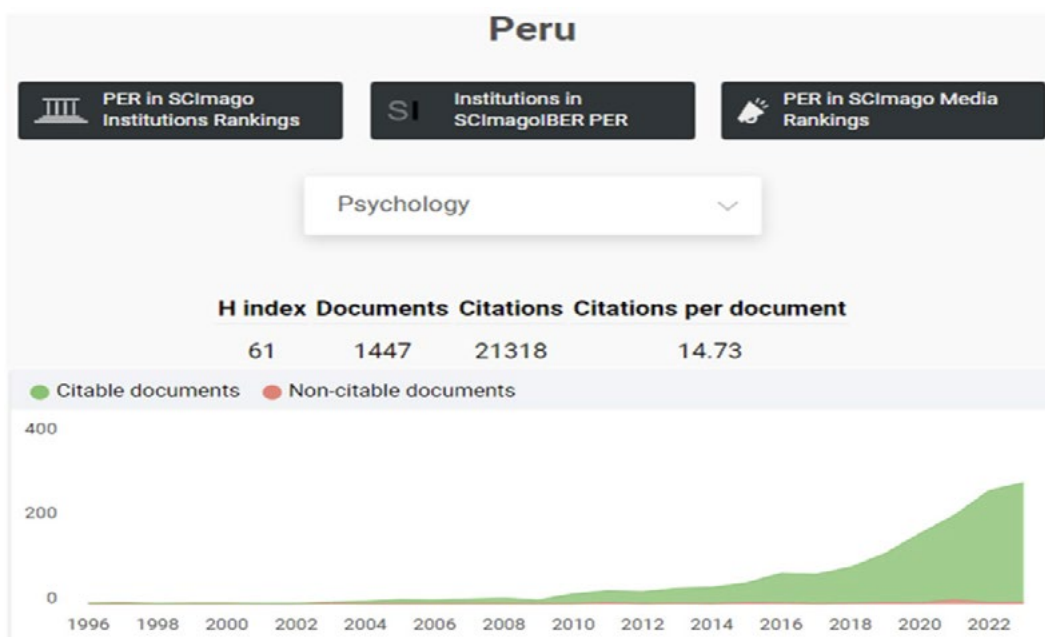 Peru
PER in SCImago
Institutions Rankings
SI
Institutions in
SCImagoIBER PER
PER in SCImago Media
Rankings
Psychology
H index Documents Citations Citations per document
61 1447 21318 14.73
Citable documents Non-citable documents
400
200
0
1996 1998 2000 2002 2004 2006 2008 2010 2012 2014 2016 2018 2020 2022